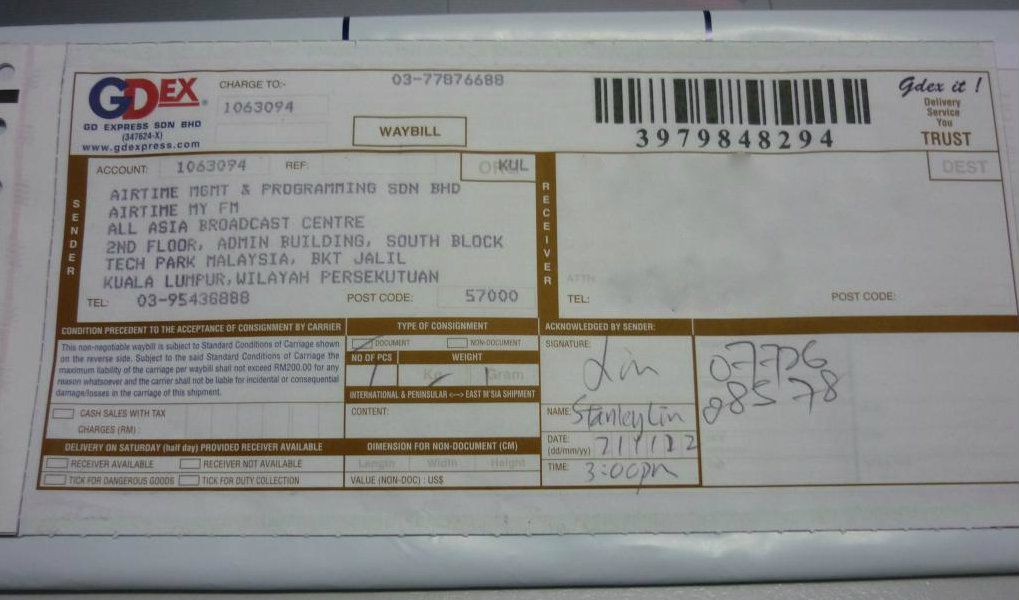 GDEX
GD EXPRESS SDN BHD
(347624-X)
www.gdexpress.com
CHARGE TO:-
1063094
03-77876688
WAYBILL
3979848294
Gdex it !
Delivery
Service
You
TRUST
SENDER
ACCOUNT: 1063094 REF:
KUL
AIRTIME MGMT & PROGRAMMING SDN BHD
AIRTIME MY FM
ALL ASIA BROADCAST CENTRE
2ND FLOOR, ADMIN BUILDING, SOUTH BLOCK
TECH PARK MALAYSIA, BKT JALIL
KUALA LUMPUR,WILAYAH PERSEKUTUAN
TEL: 03-95436888 POST CODE: 57000
RECEIVER
DEST
ATTN
TEL: POST CODE:
CONDITION PRECEDENT TO THE ACCEPTANCE OF CONSIGNMENT BY CARRIER
This non-negotiable waybill is subject to Standard Conditions of Carriage shown
on the reverse side. Subject to the said Standard Conditions of Carriage the
maximum liability of the carriage per waybill shall not exceed RM200.00 for any
reason whatsoever and the carrier shall not be liable for incidental or consequential
damage/losses in the carriage of this shipment.
CASH SALES WITH TAX
CHARGES (RM) :
DELIVERY ON SATURDAY (half day) PROVIDED RECEIVER AVAILABLE
RECEIVER AVAILABLE RECEIVER NOT AVAILABLE
TICK FOR DANGEROUS GOODS TICK FOR DUTY COLLECTION
TYPE OF CONSIGNMENT
DOCUMENT NON-DOCUMENT
NO OF PCS WEIGHT
1 Kg Gram
INTERNATIONAL & PENINSULAR <---> EAST M'SIA SHIPMENT
CONTENT:
DIMENSION FOR NON-DOCUMENT (CM)
Length Width Height
VALUE (NON-DOC) : US$
ACKNOWLEDGED BY SENDER:
SIGNATURE:
Lin
NAME: Stanley Lin
DATE:
(dd/mm/yy)
TIME: 3:00pm
07726
88578